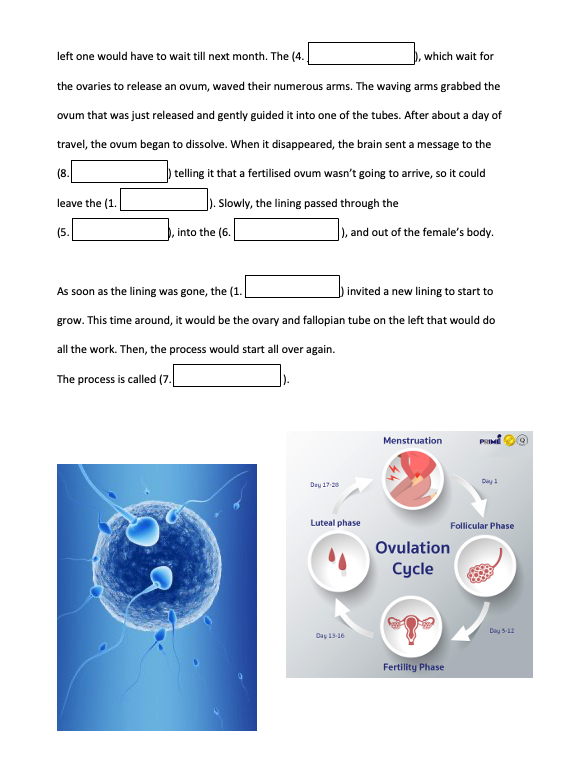 left one would have to wait till next month. The (4. ), which wait for
the ovaries to release an ovum, waved their numerous arms. The waving arms grabbed the
ovum that was just released and gently guided it into one of the tubes. After about a day of
travel, the ovum began to dissolve. When it disappeared, the brain sent a message to the
(8. ) telling it that a fertilised ovum wasn't going to arrive, so it could
leave the (1. ). Slowly, the lining passed through the
(5. ), into the (6. ), and out of the female's body.
As soon as the lining was gone, the (1. ) invited a new lining to start to
grow. This time around, it would be the ovary and fallopian tube on the left that would do
all the work. Then, the process would start all over again.
The process is called (7. ).
Menstruation
PRIME
Day 17-28
Day 1
Luteal phase
Follicular Phase
Ovulation
Cycle
Day 13-16
Day 5-12
Fertility Phase